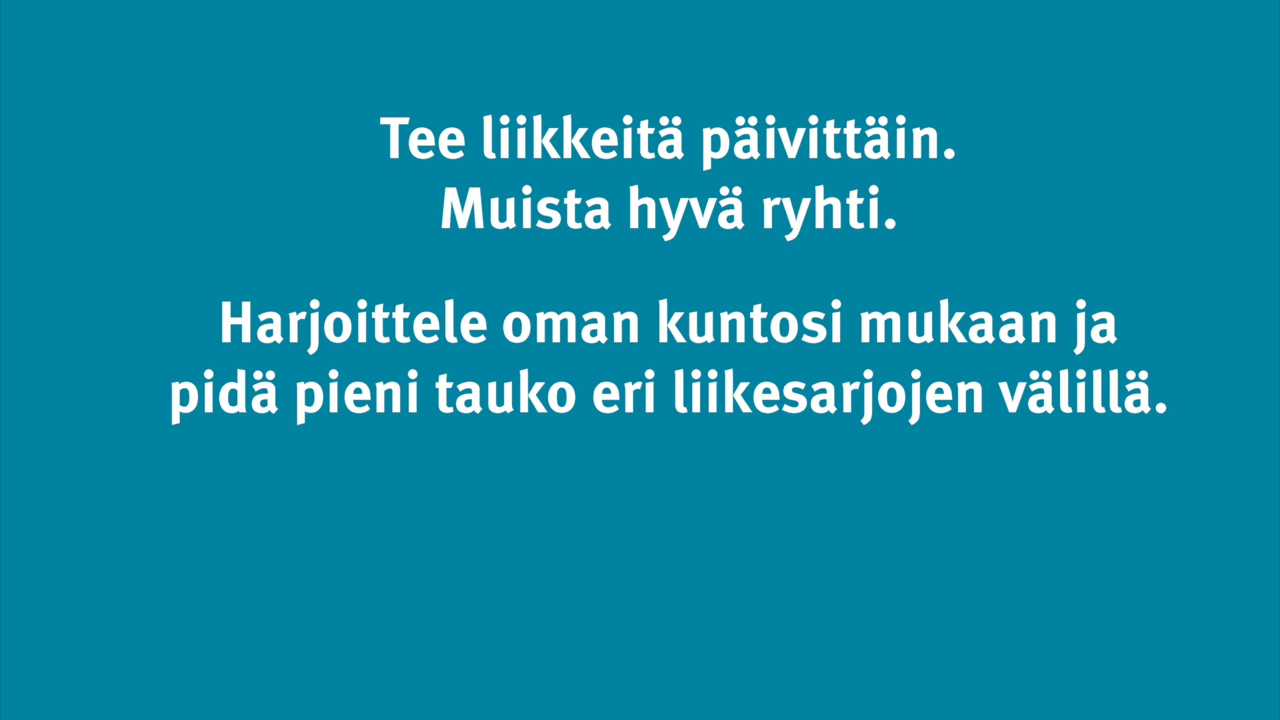 Tee liikkeitä päivittäin.
Muista hyvä ryhti.
Harjoittele oman kuntosi mukaan ja
pidä pieni tauko eri liikesarjojen välillä.